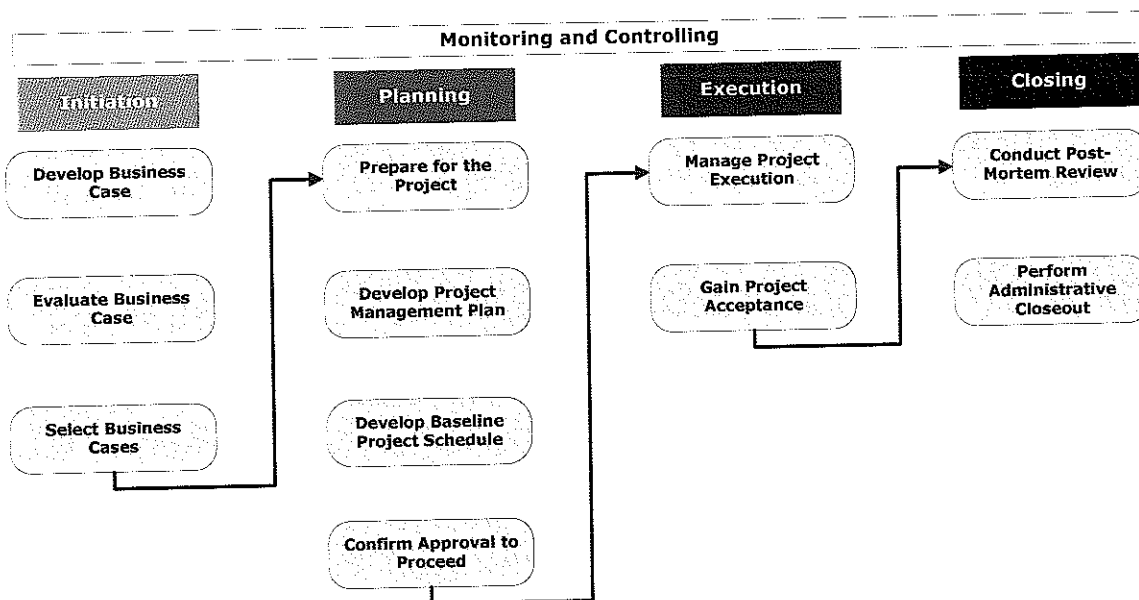 Monitoring and Controlling
Initiation
Planning
Execution
Closing
Develop Business
Case
Evaluate Business
Case
Select Business
Cases
Prepare for the
Project
Develop Project
Management Plan
Develop Baseline
Project Schedule
Confirm Approval to
Proceed
Manage Project
Execution
Gain Project
Acceptance
Conduct Post-
Mortem Review
Perform
Administrative
Closeout